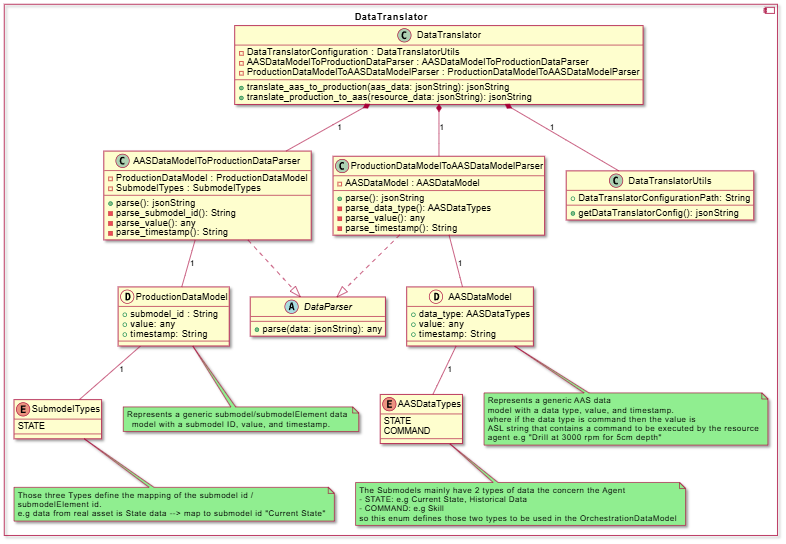 DataTranslator
C DataTranslator
DataTranslatorConfiguration : DataTranslatorUtils
AASDataModelToProductionDataParser : AASDataModelToProductionDataParser
ProductionDataModelToAASDataModelParser : ProductionDataModelToAASDataModelParser
translate_aas_to_production(aas_data: jsonString): jsonString
translate_production_to_aas(resource_data: jsonString): jsonString
1
1
1
C AASDataModelToProductionDataParser
ProductionDataModel : ProductionDataModel
SubmodelTypes : SubmodelTypes
parse(): jsonString
parse_submodel_id(): String
parse_value(): any
parse_timestamp(): String
C ProductionDataModelToAASDataModelParser
AASDataModel : AASDataModel
parse(): jsonString
parse_data_type(): AASDataTypes
parse_value(): any
parse_timestamp(): String
C DataTranslatorUtils
DataTranslatorConfigurationPath: String
getDataTranslatorConfig(): jsonString
1
1
D ProductionDataModel
submodel_id : String
value: any
timestamp: String
A DataParser
parse(data: jsonString): any
D AASDataModel
data_type: AASDataTypes
value: any
timestamp: String
1
1
E SubmodelTypes
STATE
Represents a generic submodel/submodelElement data
model with a submodel ID, value, and timestamp.
E AASDataTypes
STATE
COMMAND
Represents a generic AAS data
model with a data type, value, and timestamp.
where if the data type is command then the value is
ASL string that contains a command to be executed by the resource
agent e.g "Drill at 3000 rpm for 5cm depth"
Those three Types define the mapping of the submodel id /
submodelElement id.
e.g data from real asset is State data --> map to submodel id "Current State"
The Submodels mainly have 2 types of data the concern the Agent
- STATE: e.g Current State, Historical Data
- COMMAND: e.g Skill
so this enum defines those two types to be used in the OrchestrationDataModel